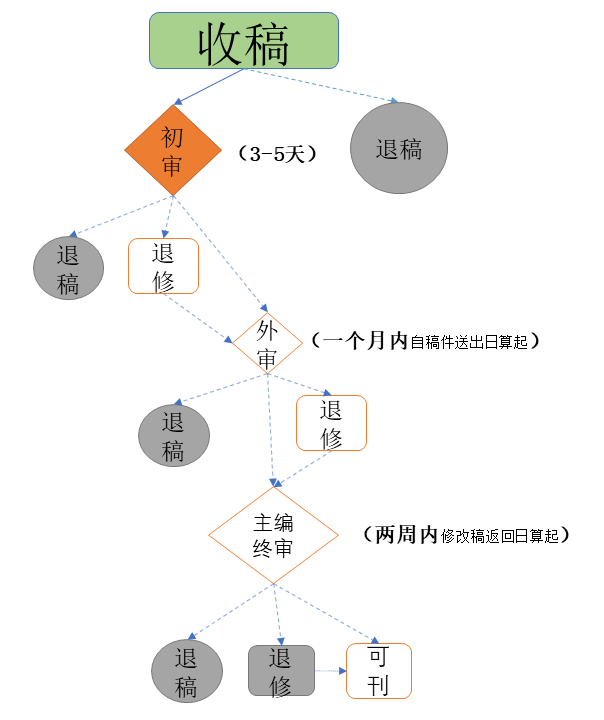 收稿
初
审
（3-5天）
退稿
退
稿
退
修
外
审
（一个月内自稿件送出日算起）
退
稿
退
修
主编
终审
（两周内修改稿返回日算起）
退
稿
退
修
可
刊